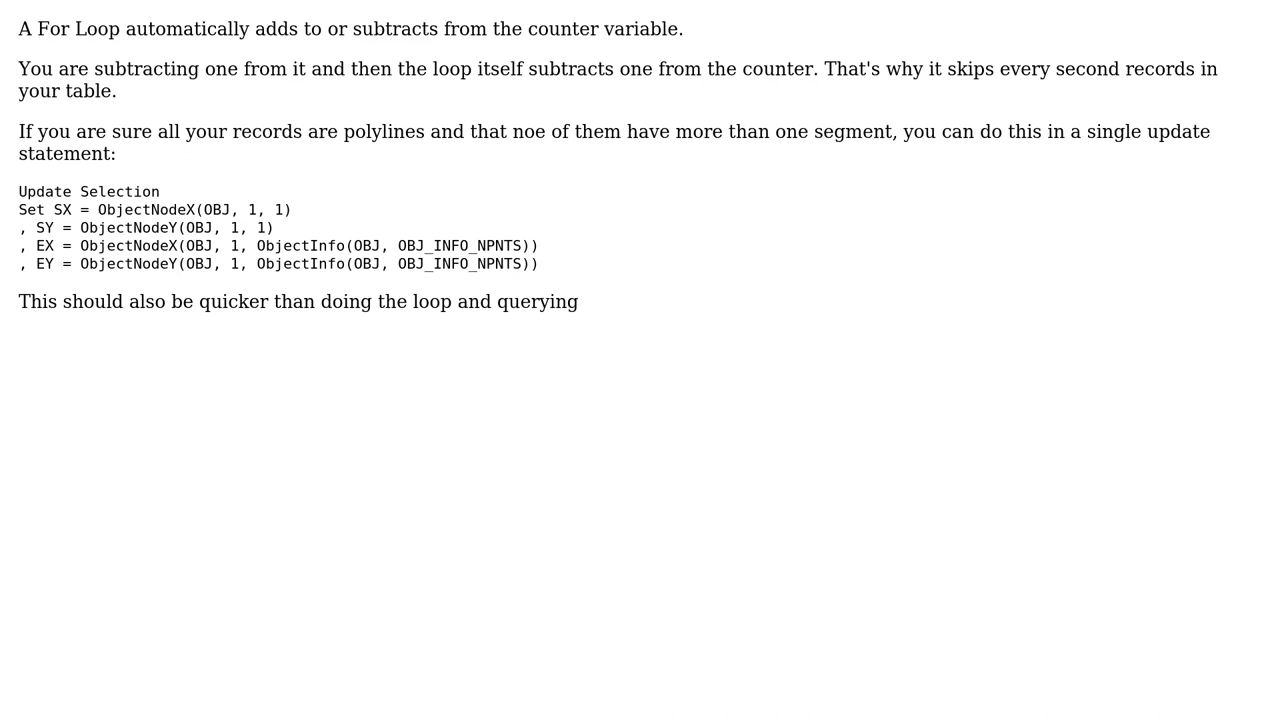 A For Loop automatically adds to or subtracts from the counter variable.
You are subtracting one from it and then the loop itself subtracts one from the counter. That's why it skips every second records in
your table.
If you are sure all your records are polylines and that noe of them have more than one segment, you can do this in a single update
statement:
Update Selection
Set SX = ObjectNodeX(OBJ, 1, 1)
, SY = ObjectNodeY(OBJ, 1, 1)
, EX = ObjectNodeX(OBJ, 1, ObjectInfo(OBJ, OBJ_INFO_NPNTS))
, EY = ObjectNodeY(OBJ, 1, ObjectInfo(OBJ, OBJ_INFO_NPNTS))
This should also be quicker than doing the loop and querying